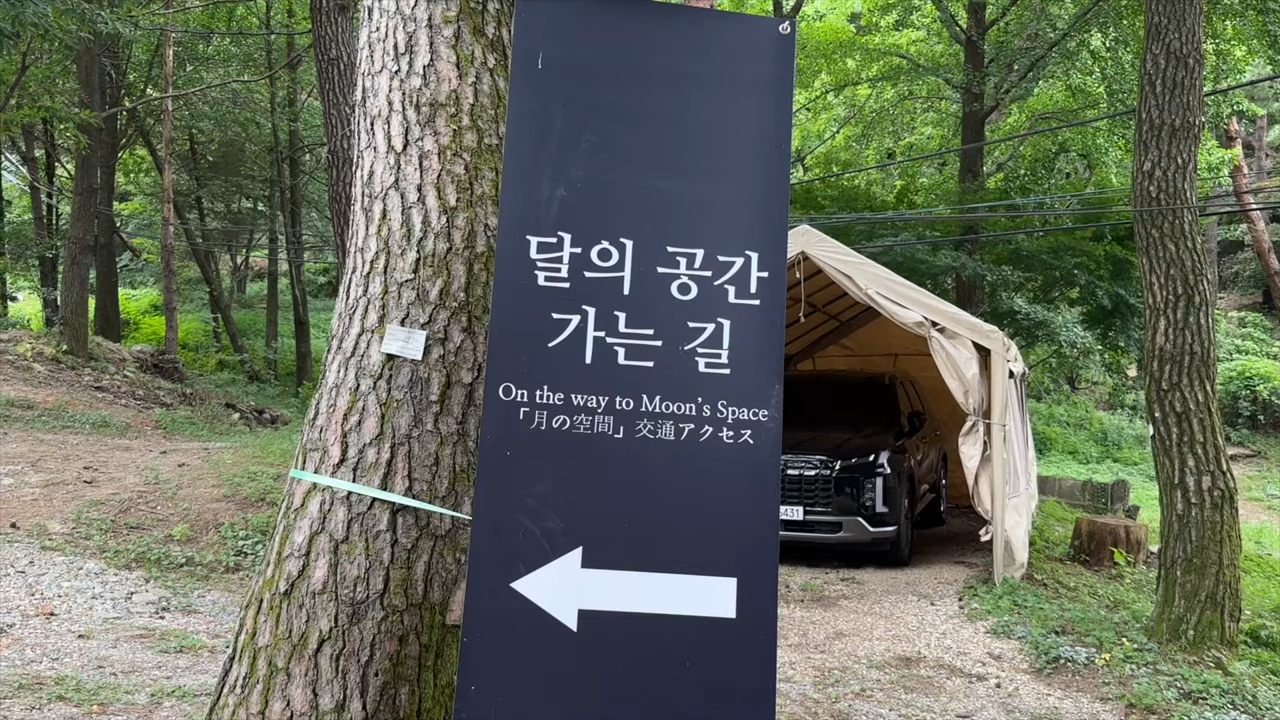 달의 공간
가는 길
On the way to Moon's Space
「月の空間」交通アクセス
5431